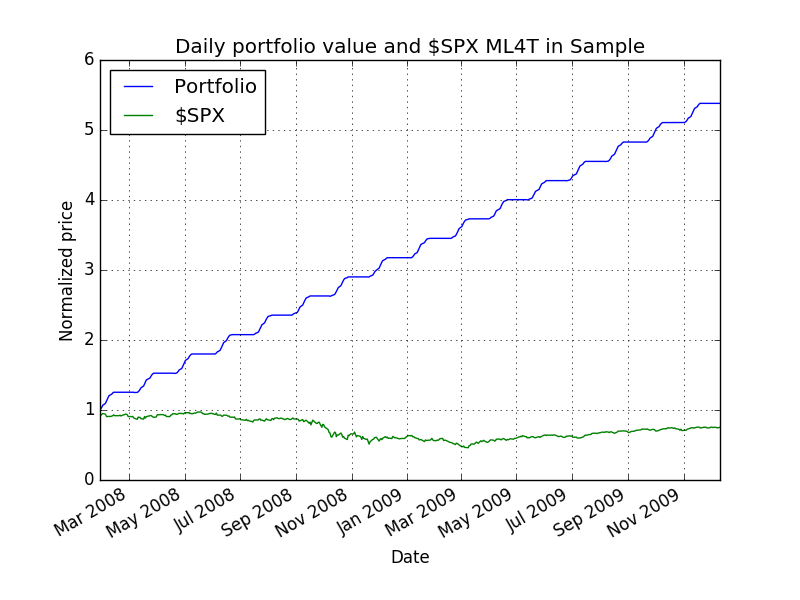 Daily portfolio value and $SPX ML4T in Sample
6
5
4
3
2
1
0
Normalized price
Portfolio
$SPX
Mar 2008
May 2008
Jul 2008
Sep 2008
Nov 2008
Jan 2009
Mar 2009
May 2009
Jul 2009
Sep 2009
Nov 2009
Date